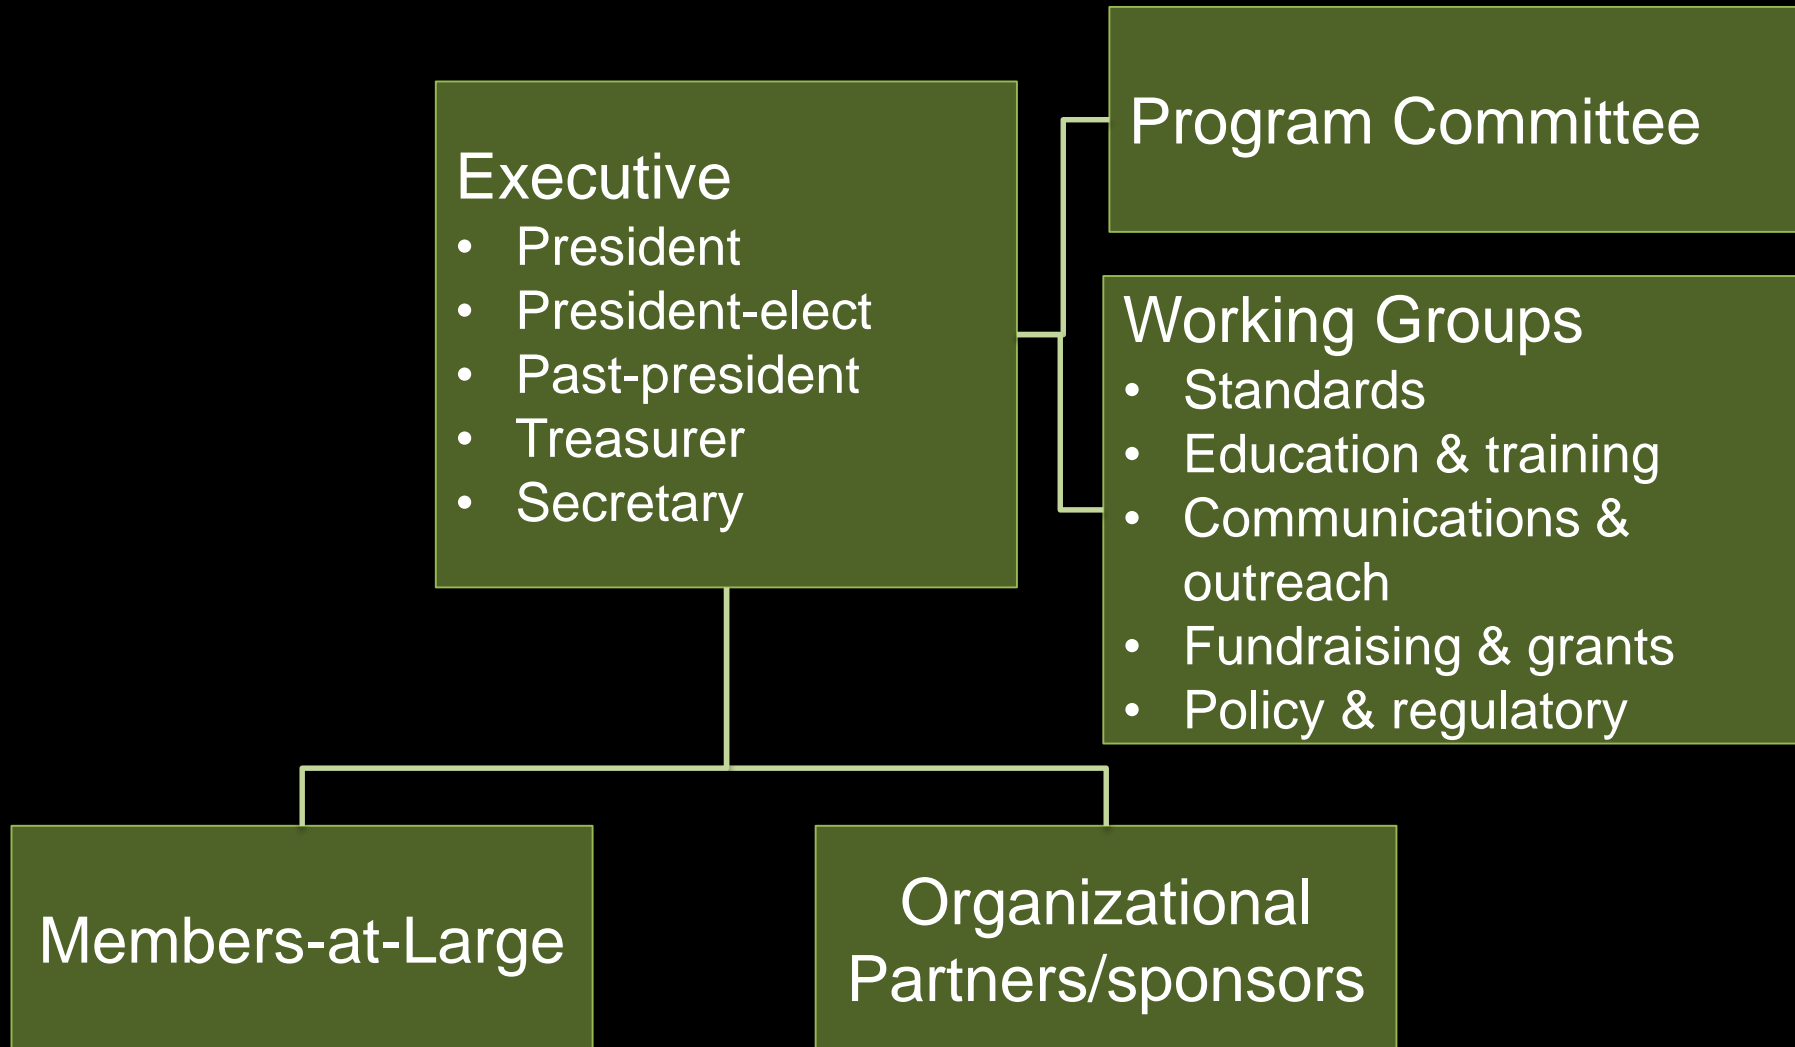 Program Committee
Executive
• President
• President-elect
• Past-president
• Treasurer
• Secretary
Working Groups
• Standards
• Education & training
• Communications &
outreach
• Fundraising & grants
• Policy & regulatory
Members-at-Large
Organizational
Partners/sponsors